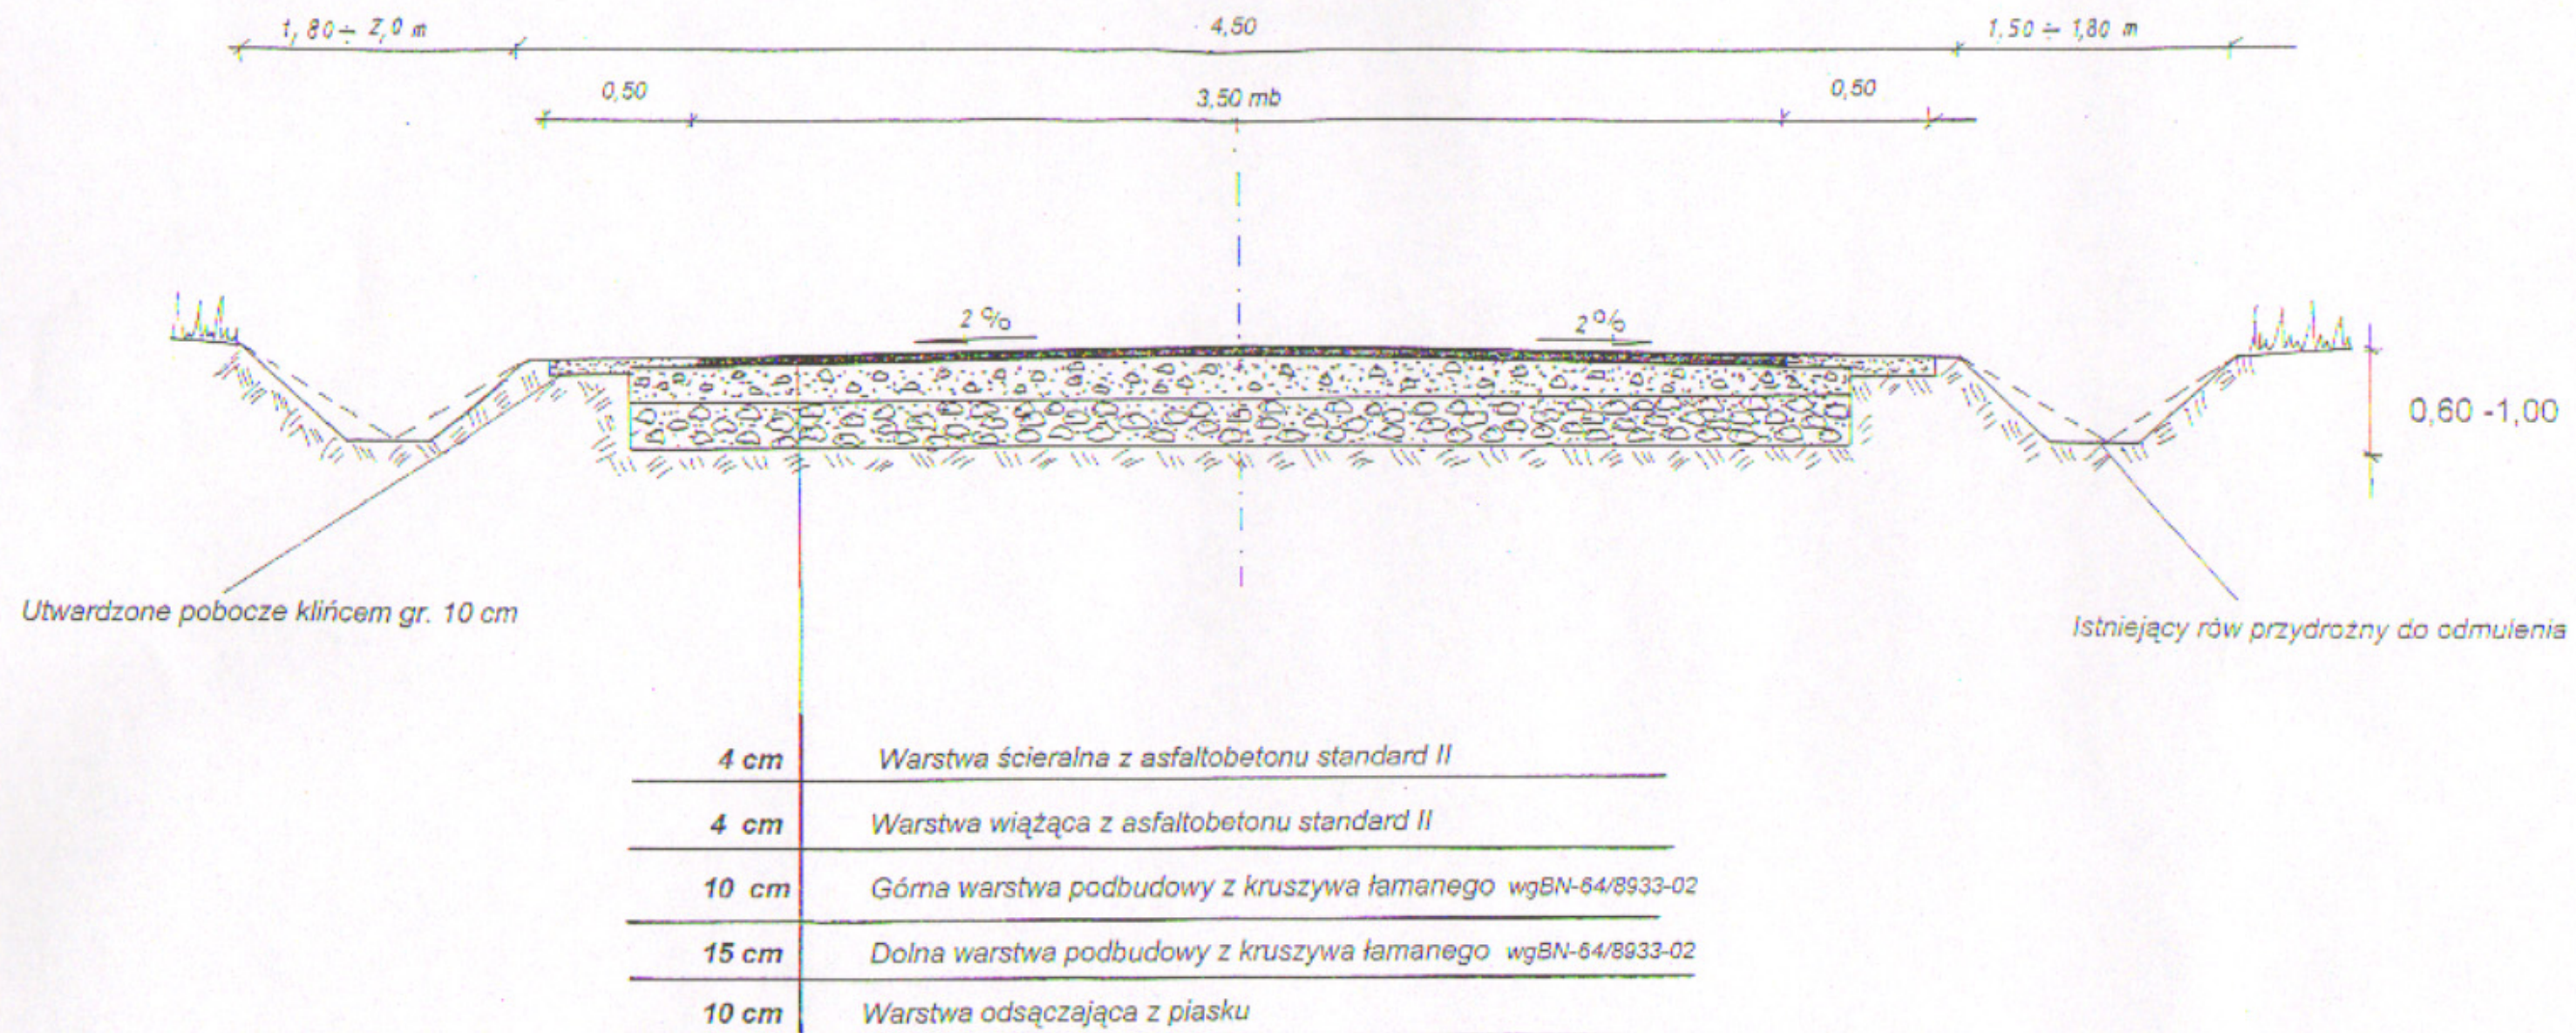 1,80 ÷ 2,0 m
4,50
1,50 ÷ 1,80 m
0,50
3,50 mb
0,50
2 %
2 %
0,60 -1,00
Utwardzone pobocze klińcem gr. 10 cm
Istniejący rów przydrożny do odmulenia
4 cm Warstwa ścieralna z asfaltobetonu standard II
4 cm Warstwa wiążąca z asfaltobetonu standard II
10 cm Górna warstwa podbudowy z kruszywa łamanego wgBN-64/8933-02
15 cm Dolna warstwa podbudowy z kruszywa łamanego wgBN-64/8933-02
10 cm Warstwa odsączająca z piasku